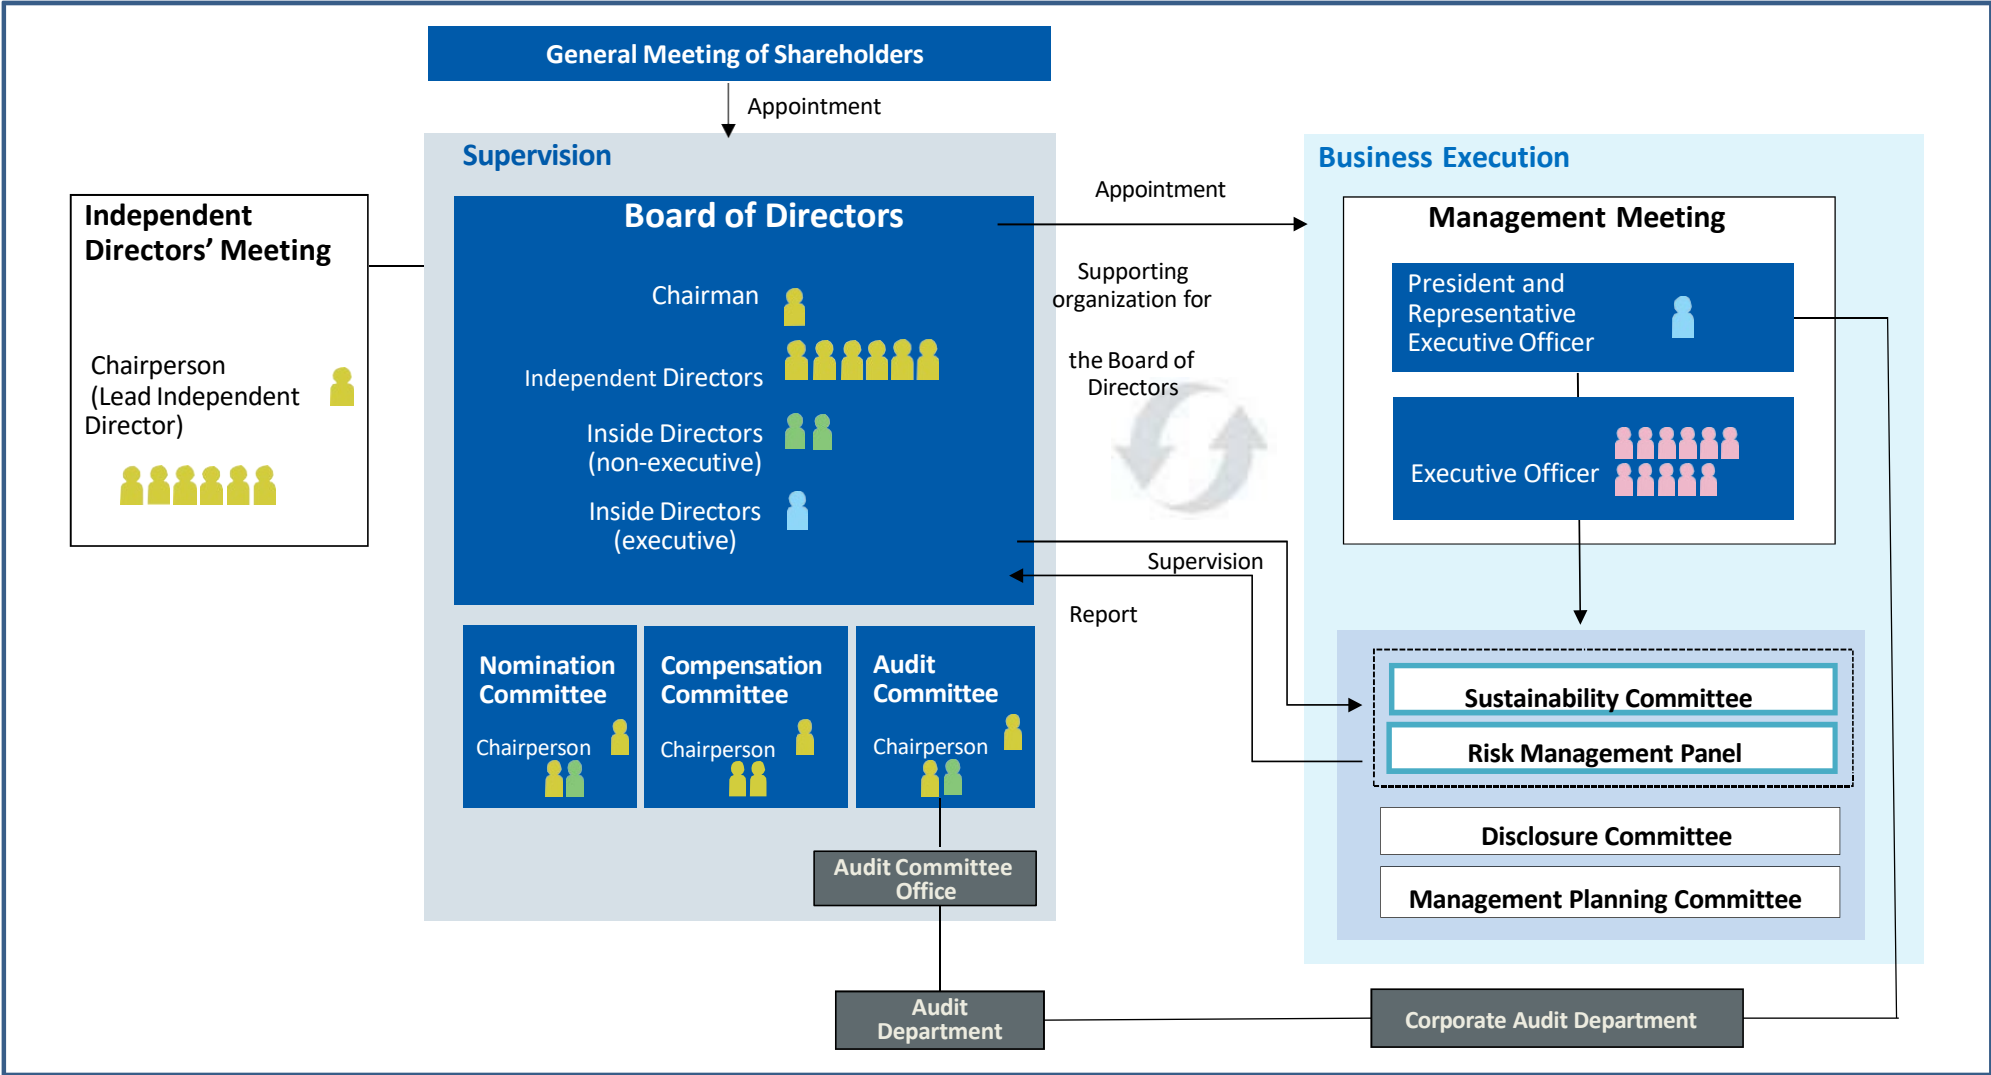 General Meeting of Shareholders
Appointment
Supervision
Board of Directors
Chairman
Independent Directors
Inside Directors
(non-executive)
Inside Directors
(executive)
Independent
Directors’ Meeting
Chairperson
(Lead Independent
Director)
Appointment
Supporting
organization for
the Board of
Directors
Supervision
Report
Nomination
Committee
Chairperson
Compensation
Committee
Chairperson
Audit
Committee
Chairperson
Audit Committee
Office
Audit
Department
Business Execution
Management Meeting
President and
Representative
Executive Officer
Executive Officer
Sustainability Committee
Risk Management Panel
Disclosure Committee
Management Planning Committee
Corporate Audit Department